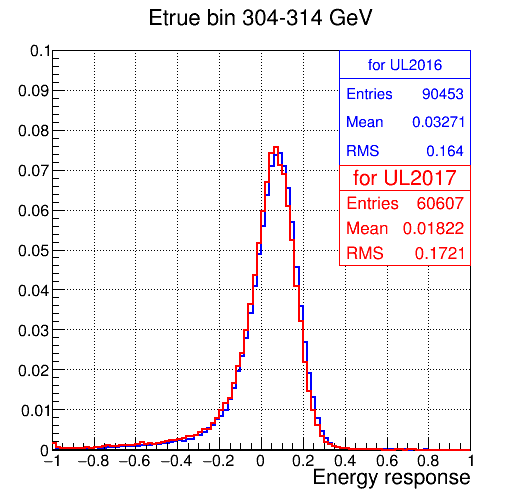 Etrue bin 304-314 GeV
0.1
0.09
0.08
0.07
0.06
0.05
0.04
0.03
0.02
0.01
0
−1 −0.8 −0.6 −0.4 −0.2 0 0.2 0.4 0.6 0.8 1
Energy response
for UL2016
Entries 90453
Mean 0.03271
RMS 0.164
for UL2017
Entries 60607
Mean 0.01822
RMS 0.1721